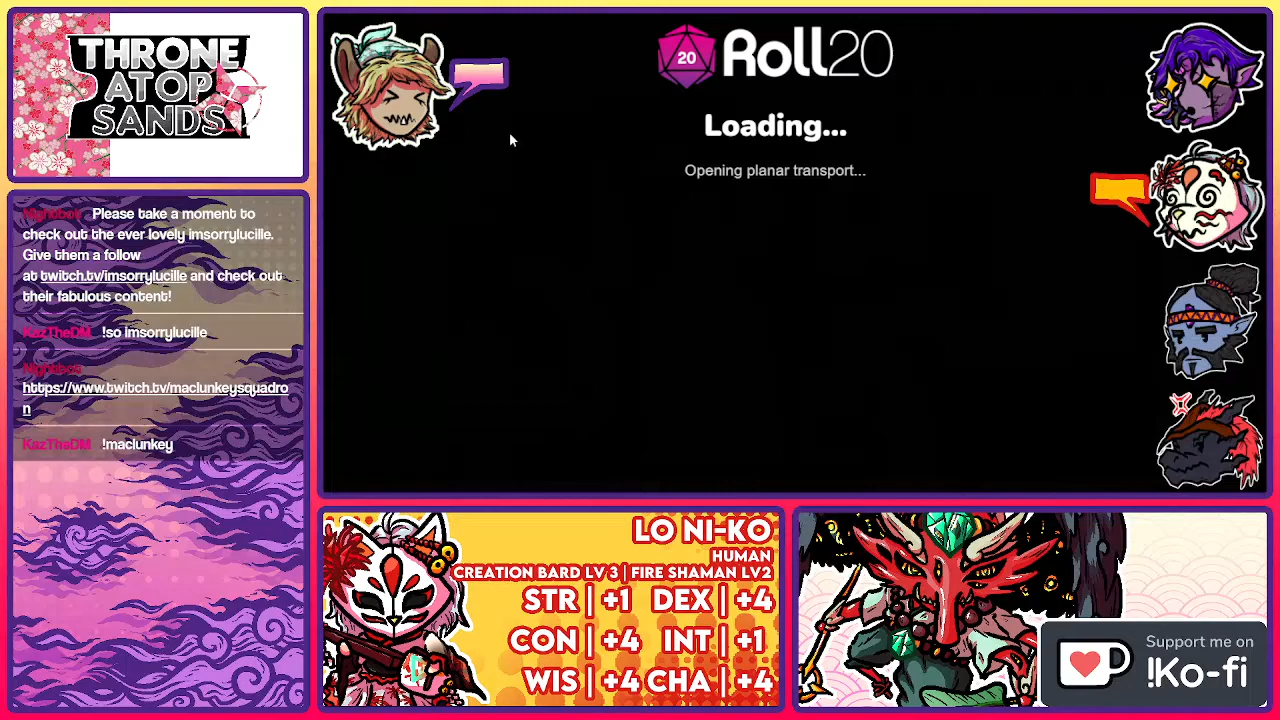 THRONE
ATOP
SANDS
Nightbot Please take a moment to
check out the ever lovely imsorrylucille.
Give them a follow
at twitch.tv/imsorrylucille and check out
their fabulous content!
KazTheDM !so imsorrylucille
Nightbot
https://www.twitch.tv/maclunkeysquadro
n
KazTheDM !maclunkey
20 Roll20
Loading...
Opening planar transport...
LO NI-KO
HUMAN
CREATION BARD LV 3 | FIRE SHAMAN LV2
STR | +1 DEX | +4
CON | +4 INT | +1
WIS | +4 CHA | +4
Support me on
!Ko-fi